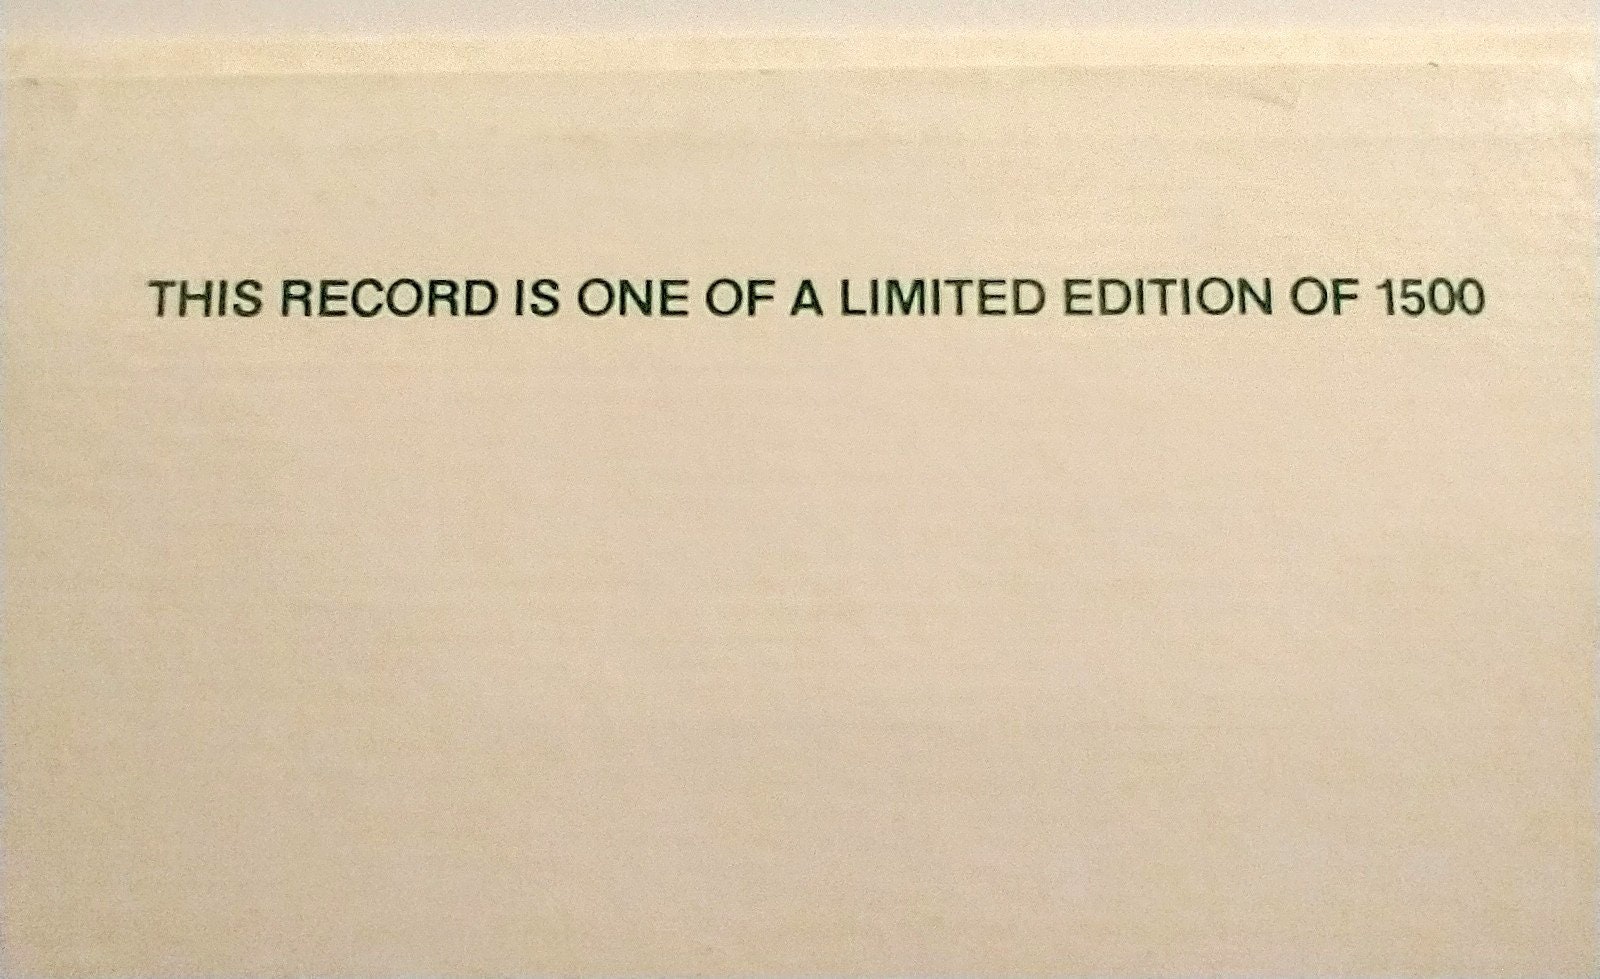 THIS RECORD IS ONE OF A LIMITED EDITION OF 1500